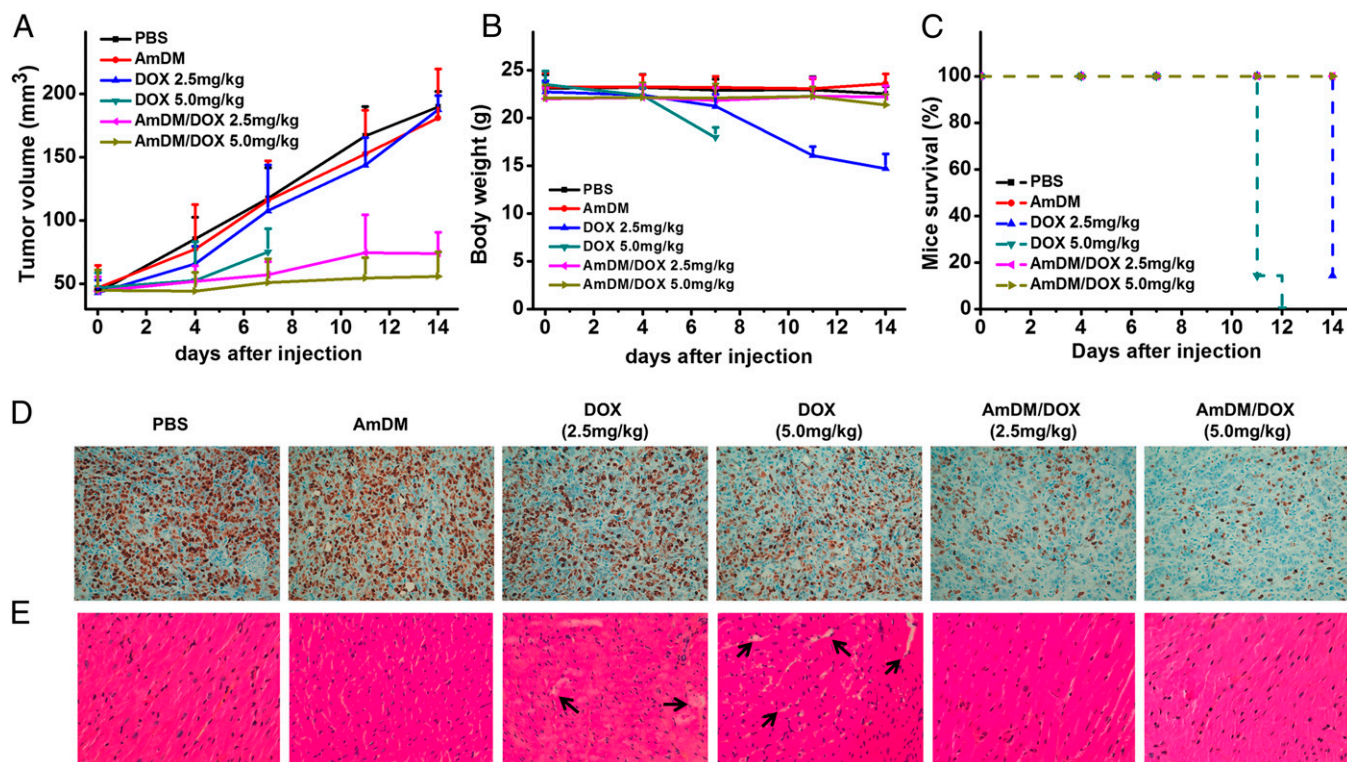 A
Tumor volume (mm³)
200
150
100
50
PBS
AmDM
DOX 2.5mg/kg
DOX 5.0mg/kg
AmDM/DOX 2.5mg/kg
AmDM/DOX 5.0mg/kg
0 2 4 6 8 10 12 14
days after injection
B
Body weight (g)
25
20
15
10
5
0
PBS
AmDM
DOX 2.5mg/kg
DOX 5.0mg/kg
AmDM/DOX 2.5mg/kg
AmDM/DOX 5.0mg/kg
0 2 4 6 8 10 12 14
days after injection
C
Mice survival (%)
100
80
60
40
20
0
PBS
AmDM
DOX 2.5mg/kg
DOX 5.0mg/kg
AmDM/DOX 2.5mg/kg
AmDM/DOX 5.0mg/kg
0 2 4 6 8 10 12 14
Days after injection
D
PBS
AmDM
DOX
(2.5mg/kg)
DOX
(5.0mg/kg)
AmDM/DOX
(2.5mg/kg)
AmDM/DOX
(5.0mg/kg)
E